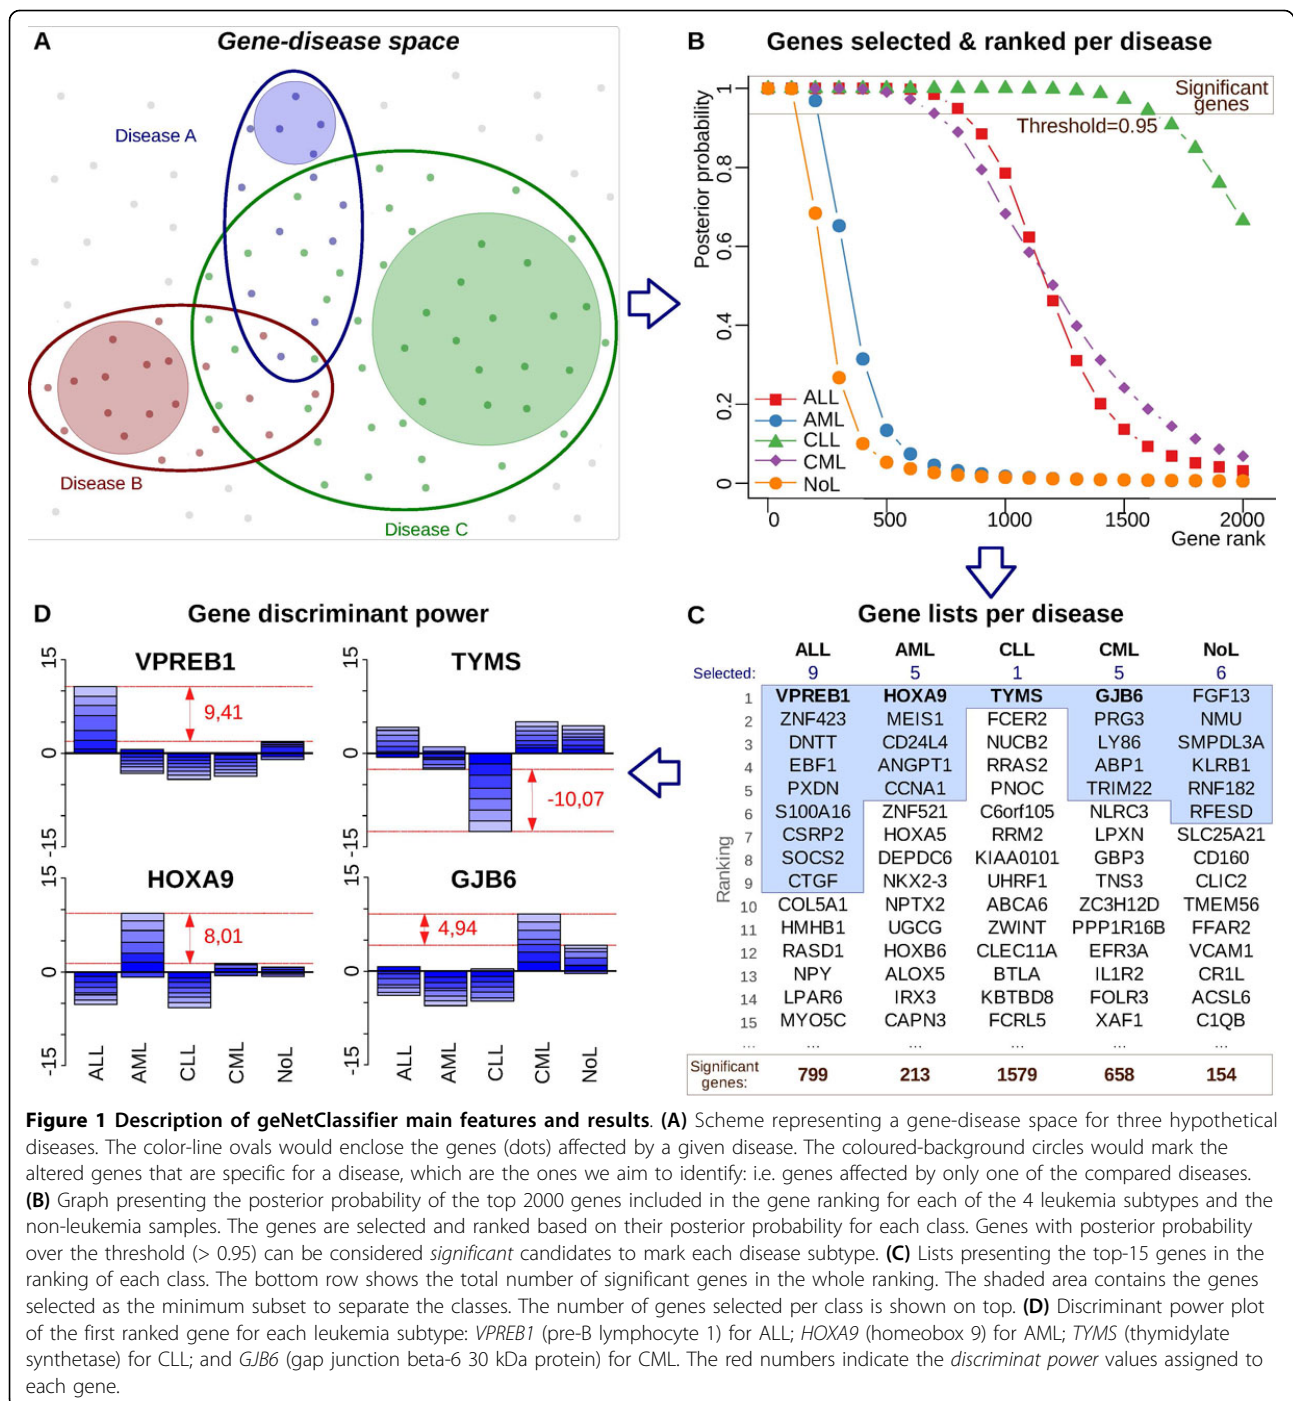 A
Gene-disease space
Disease A
Disease B
Disease C
B
Genes selected & ranked per disease
Posterior probability
1
0.8
0.6
0.4
0.2
0
Significant
genes
Threshold=0.95
ALL
AML
CLL
CML
NoL
0
500
1000
1500
2000
Gene rank
D
Gene discriminant power
VPREB1
15
0
-15
9,41
TYMS
15
0
-15
-10,07
HOXA9
15
0
-15
8,01
ALL
AML
CLL
CML
NoL
GJB6
15
0
-15
4,94
ALL
AML
CLL
CML
NoL
C
Gene lists per disease
ALL AML CLL CML NoL
Selected: 9 5 1 5 6
Ranking
1 VPREB1 HOXA9 TYMS GJB6 FGF13
2 ZNF423 MEIS1 FCER2 PRG3 NMU
3 DNTT CD24L4 NUCB2 LY86 SMPDL3A
4 EBF1 ANGPT1 RRAS2 ABP1 KLRB1
5 PXDN CCNA1 PNOC TRIM22 RNF182
6 S100A16 ZNF521 C6orf105 NLRC3 RFESD
7 CSRP2 HOXA5 RRM2 LPXN SLC25A21
8 SOCS2 DEPDC6 KIAA0101 GBP3 CD160
9 CTGF NKX2-3 UHRF1 TNS3 CLIC2
10 COL5A1 NPTX2 ABCA6 ZC3H12D TMEM56
11 HMHB1 UGCG ZWINT PPP1R16B FFAR2
12 RASD1 HOXB6 CLEC11A EFR3A VCAM1
13 NPY ALOX5 BTLA IL1R2 CR1L
14 LPAR6 IRX3 KBTBD8 FOLR3 ACSL6
15 MYO5C CAPN3 FCRL5 XAF1 C1QB
... ... ... ... ... ...
Significant
genes: 799 213 1579 658 154
Figure 1 Description of geNetClassifier main features and results. (A) Scheme representing a gene-disease space for three hypothetical
diseases. The color-line ovals would enclose the genes (dots) affected by a given disease. The coloured-background circles would mark the
altered genes that are specific for a disease, which are the ones we aim to identify: i.e. genes affected by only one of the compared diseases.
(B) Graph presenting the posterior probability of the top 2000 genes included in the gene ranking for each of the 4 leukemia subtypes and the
non-leukemia samples. The genes are selected and ranked based on their posterior probability for each class. Genes with posterior probability
over the threshold (> 0.95) can be considered significant candidates to mark each disease subtype. (C) Lists presenting the top-15 genes in the
ranking of each class. The bottom row shows the total number of significant genes in the whole ranking. The shaded area contains the genes
selected as the minimum subset to separate the classes. The number of genes selected per class is shown on top. (D) Discriminant power plot
of the first ranked gene for each leukemia subtype: VPREB1 (pre-B lymphocyte 1) for ALL; HOXA9 (homeobox 9) for AML; TYMS (thymidylate
synthetase) for CLL; and GJB6 (gap junction beta-6 30 kDa protein) for CML. The red numbers indicate the discriminat power values assigned to
each gene.